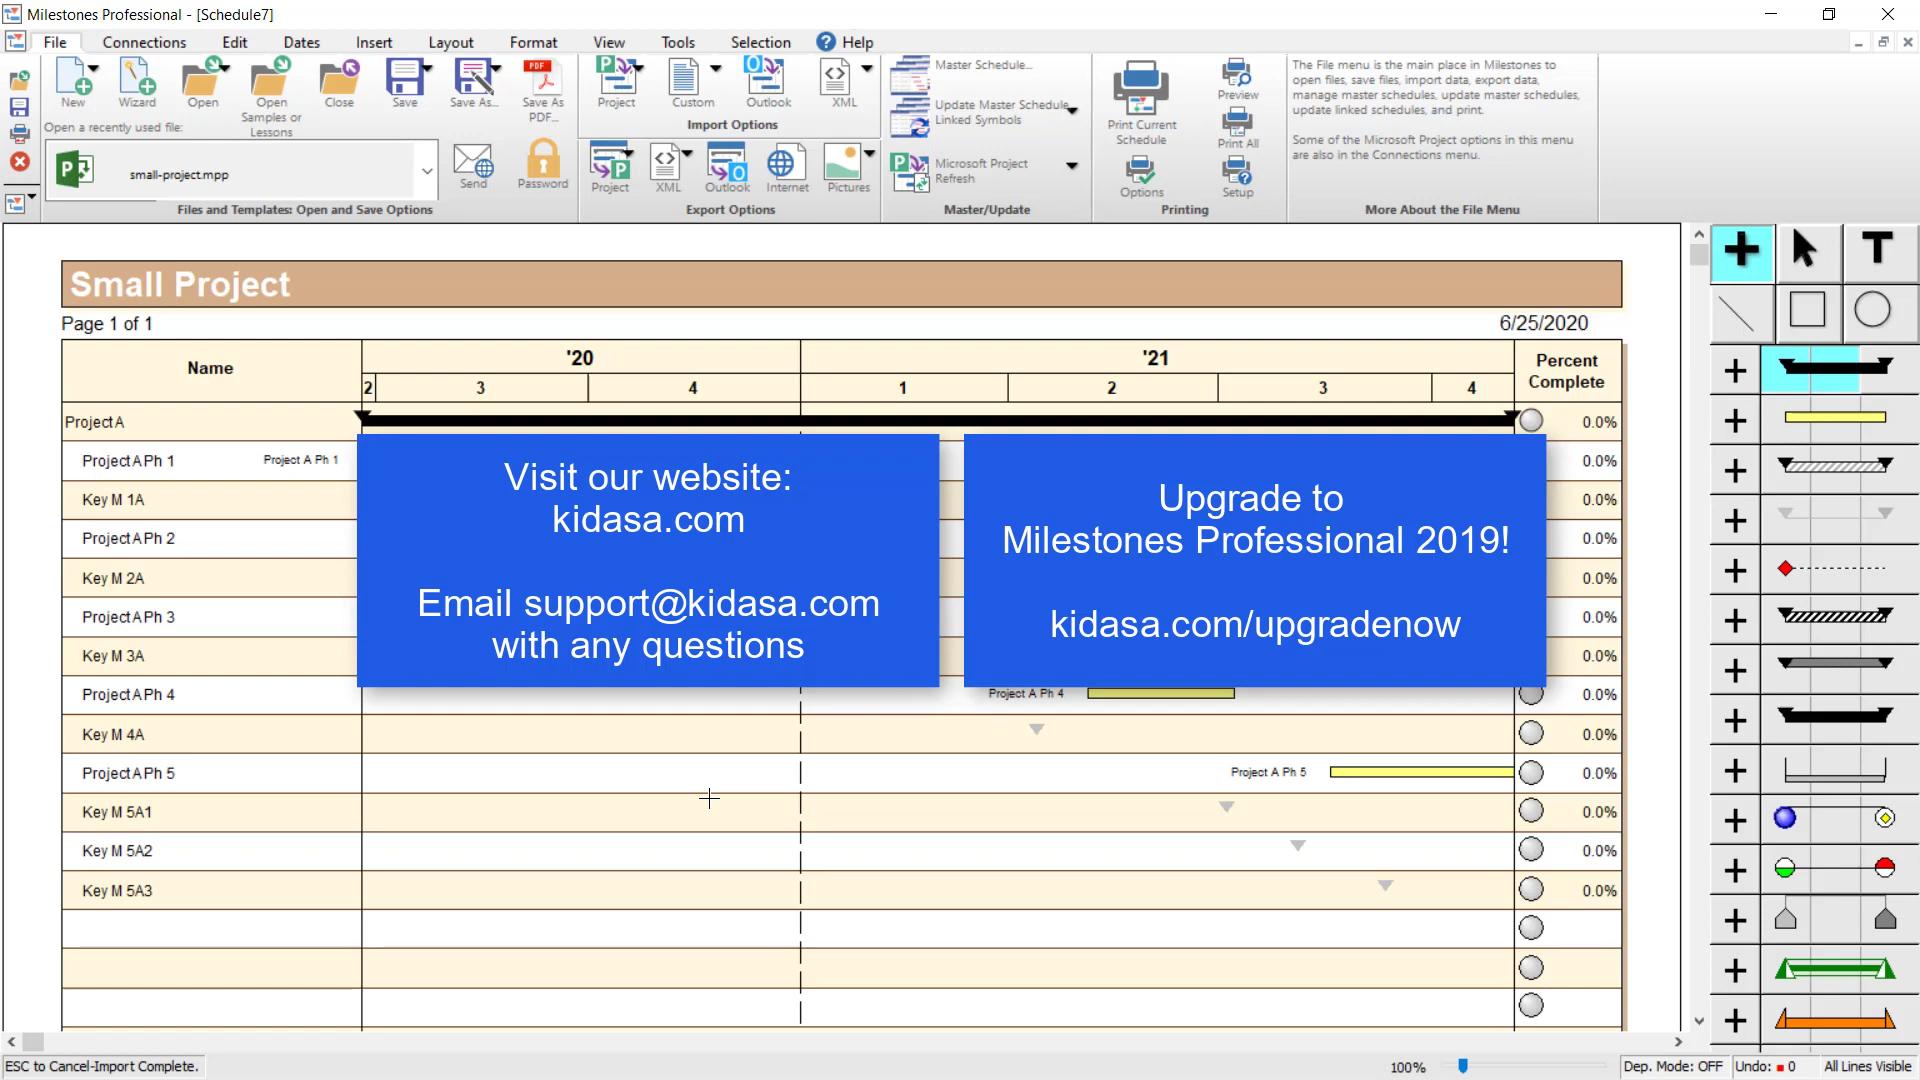 Milestones Professional - [Schedule7]
File Connections Edit Dates Insert Layout Format View Tools Selection Help
New Wizard Open Open Samples or Lessons Close Save Save As... Save As PDF...
Open a recently used file:
small-project.mpp
Send Password
Files and Templates: Open and Save Options
Project Custom Outlook XML
Import Options
Project XML Outlook Internet Pictures
Export Options
Master Schedule...
Update Master Schedule
Linked Symbols
Microsoft Project
Refresh
Master/Update
Print Current Schedule Preview
Print All
Options Setup
Printing
The File menu is the main place in Milestones to
open files, save files, import data, export data,
manage master schedules, update master schedules,
update linked schedules, and print.
Some of the Microsoft Project options in this menu
are also in the Connections menu.
More About the File Menu
Small Project
Page 1 of 1 6/25/2020
Name '20 '21 Percent Complete
2 3 4 1 2 3 4
Project A 0.0%
Project A Ph 1 Project A Ph 1 0.0%
Key M 1A 0.0%
Project A Ph 2 0.0%
Key M 2A 0.0%
Project A Ph 3 0.0%
Key M 3A 0.0%
Project A Ph 4 Project A Ph 4 0.0%
Key M 4A 0.0%
Project A Ph 5 Project A Ph 5 0.0%
Key M 5A1 0.0%
Key M 5A2 0.0%
Key M 5A3 0.0%
Visit our website:
kidasa.com
Email support@kidasa.com
with any questions
Upgrade to
Milestones Professional 2019!
kidasa.com/upgradenow
ESC to Cancel-Import Complete. 100% Dep. Mode: OFF Undo: 0 All Lines Visible